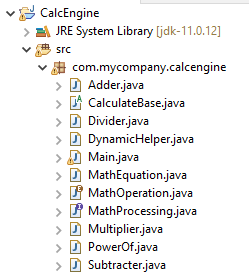 CalcEngine
JRE System Library [jdk-11.0.12]
src
com.mycompany.calcengine
Adder.java
CalculateBase.java
Divider.java
DynamicHelper.java
Main.java
MathEquation.java
MathOperation.java
MathProcessing.java
Multiplier.java
PowerOf.java
Subtracter.java